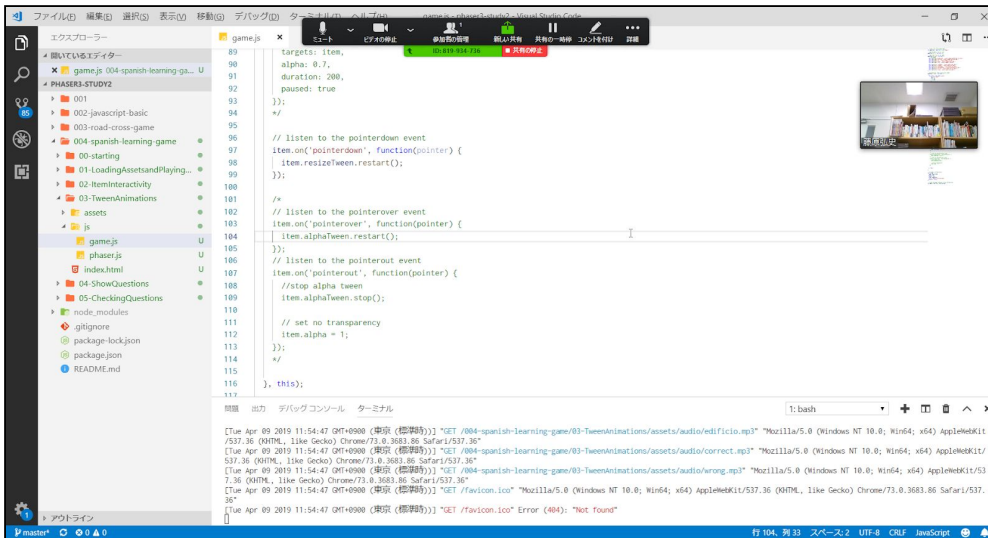 ファイル(F) 編集(E) 選択(S) 表示(V) 移動(G) デバッグ(D) ターミナル(T) ヘルプ(H) game.js - phaser3-study2 - Visual Studio Code
ミュート ビデオの停止 参加者の管理 新しい共有 共有の一時停止 コメントを付け 詳細
ID: 819-934-736 共有の停止
エクスプローラー
開いているエディター
game.js 004-spanish-learning-ga... U
PHASER3-STUDY2
001
002-javascript-basic
003-road-cross-game
004-spanish-learning-game
00-starting
01-LoadingAssetsandPlaying...
02-ItemInteractivity
03-TweenAnimations
assets
js
game.js U
phaser.js U
index.html U
04-ShowQuestions
05-CheckingQuestions
node_modules
.gitignore
package-lock.json
package.json
README.md
アウトライン
85
1
game.js
89 targets: item,
90 alpha: 0.7,
91 duration: 200,
92 paused: true
93 });
94 */
95
96 // listen to the pointerdown event
97 item.on('pointerdown', function(pointer) {
98 item.resizeTween.restart();
99 });
100
101 /*
102 // listen to the pointerover event
103 item.on('pointerover', function(pointer) {
104 item.alphaTween.restart();
105 });
106 // listen to the pointerout event
107 item.on('pointerout', function(pointer) {
108 //stop alpha tween
109 item.alphaTween.stop();
110
111 // set no transparency
112 item.alpha = 1;
113 });
114 */
115
116 }, this);
117
藤原弘史
問題 出力 デバッグ コンソール ターミナル 1: bash
[Tue Apr 09 2019 11:54:47 GMT+0900 (東京 (標準時))] "GET /004-spanish-learning-game/03-TweenAnimations/assets/audio/edificio.mp3" "Mozilla/5.0 (Windows NT 10.0; Win64; x64) AppleWebKit
/537.36 (KHTML, like Gecko) Chrome/73.0.3683.86 Safari/537.36"
[Tue Apr 09 2019 11:54:47 GMT+0900 (東京 (標準時))] "GET /004-spanish-learning-game/03-TweenAnimations/assets/audio/correct.mp3" "Mozilla/5.0 (Windows NT 10.0; Win64; x64) AppleWebKit/
537.36 (KHTML, like Gecko) Chrome/73.0.3683.86 Safari/537.36"
[Tue Apr 09 2019 11:54:47 GMT+0900 (東京 (標準時))] "GET /004-spanish-learning-game/03-TweenAnimations/assets/audio/wrong.mp3" "Mozilla/5.0 (Windows NT 10.0; Win64; x64) AppleWebKit/53
7.36 (KHTML, like Gecko) Chrome/73.0.3683.86 Safari/537.36"
[Tue Apr 09 2019 11:54:47 GMT+0900 (東京 (標準時))] "GET /favicon.ico" "Mozilla/5.0 (Windows NT 10.0; Win64; x64) AppleWebKit/537.36 (KHTML, like Gecko) Chrome/73.0.3683.86 Safari/537.
36"
[Tue Apr 09 2019 11:54:47 GMT+0900 (東京 (標準時))] "GET /favicon.ico" Error (404): "Not found"
master* 0 0 0 行 104、列 33 スペース: 2 UTF-8 CRLF JavaScript